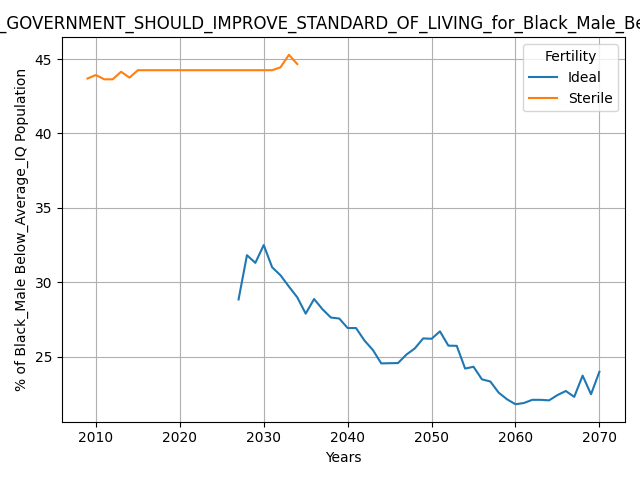 _GOVERNMENT_SHOULD_IMPROVE_STANDARD_OF_LIVING_for_Black_Male_Be
Fertility
Ideal
Sterile
% of Black_Male Below_Average_IQ Population
45
40
35
30
25
2010 2020 2030 2040 2050 2060 2070
Years